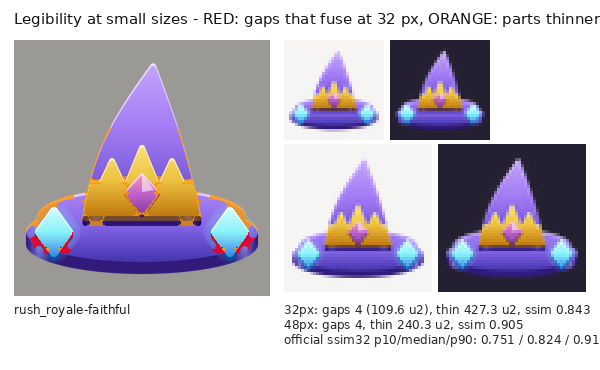 Legibility at small sizes - RED: gaps that fuse at 32 px, ORANGE: parts thinner
rush_royale-faithful
32px: gaps 4 (109.6 u2), thin 427.3 u2, ssim 0.843
48px: gaps 4, thin 240.3 u2, ssim 0.905
official ssim32 p10/median/p90: 0.751 / 0.824 / 0.91